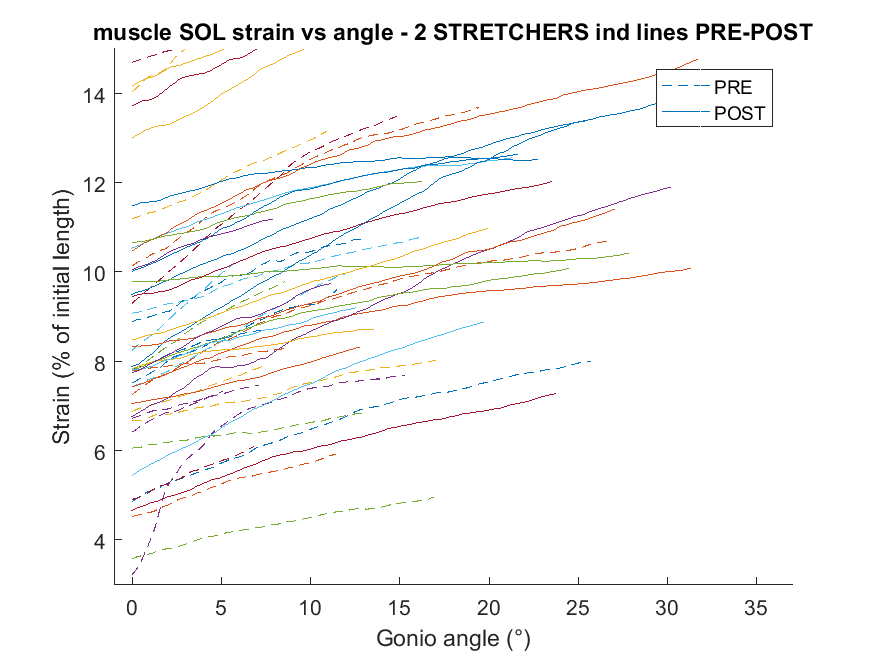 muscle SOL strain vs angle - 2 STRETCHERS ind lines PRE-POST
PRE
POST
14
12
10
8
6
4
Strain (% of initial length)
0 5 10 15 20 25 30 35
Gonio angle (°)